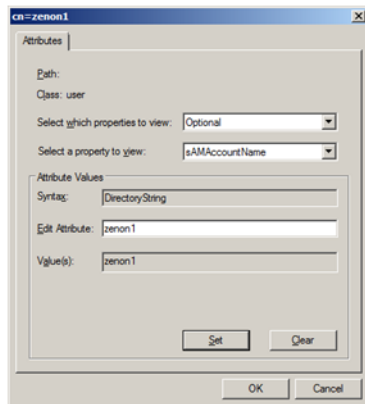 cn=zenon1
Attributes
Path:
Class: user
Select which properties to view: Optional
Select a property to view: sAMAccountName
Attribute Values
Syntax: DirectoryString
Edit Attribute: zenon1
Value(s): zenon1
Set Clear
OK Cancel